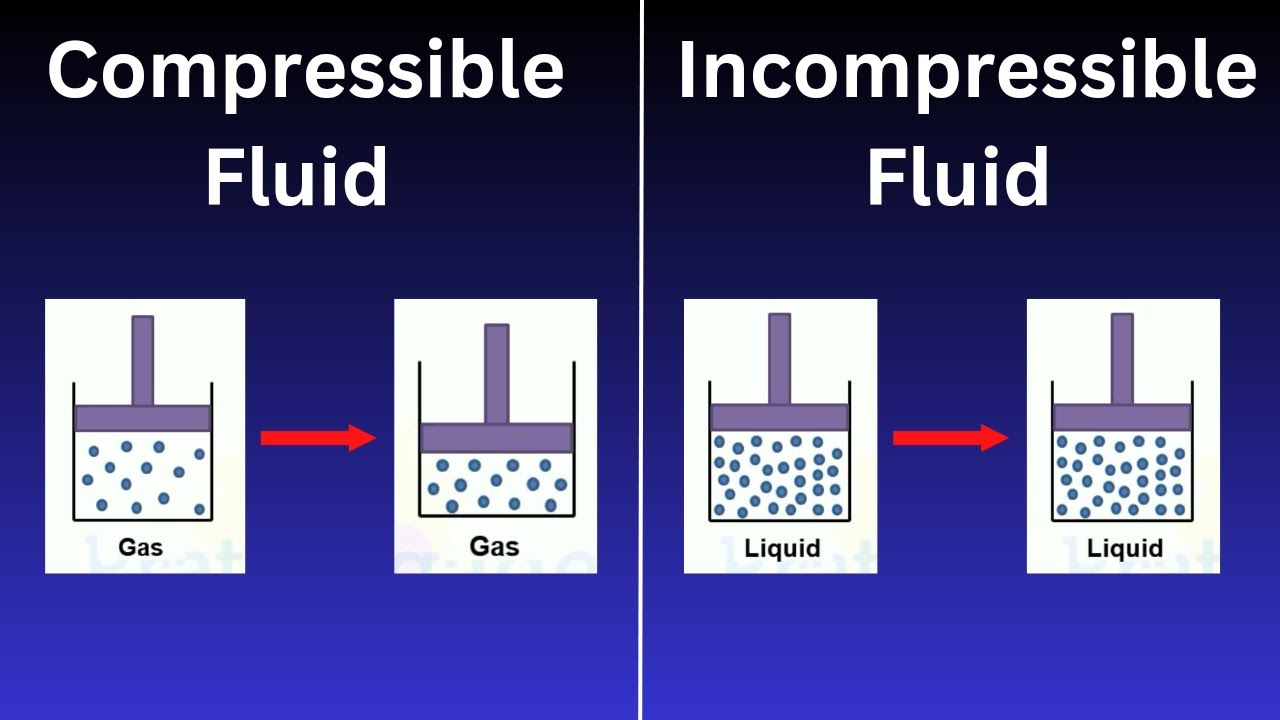 Compressible
Fluid
Gas
Gas
Incompressible
Fluid
Liquid
Liquid